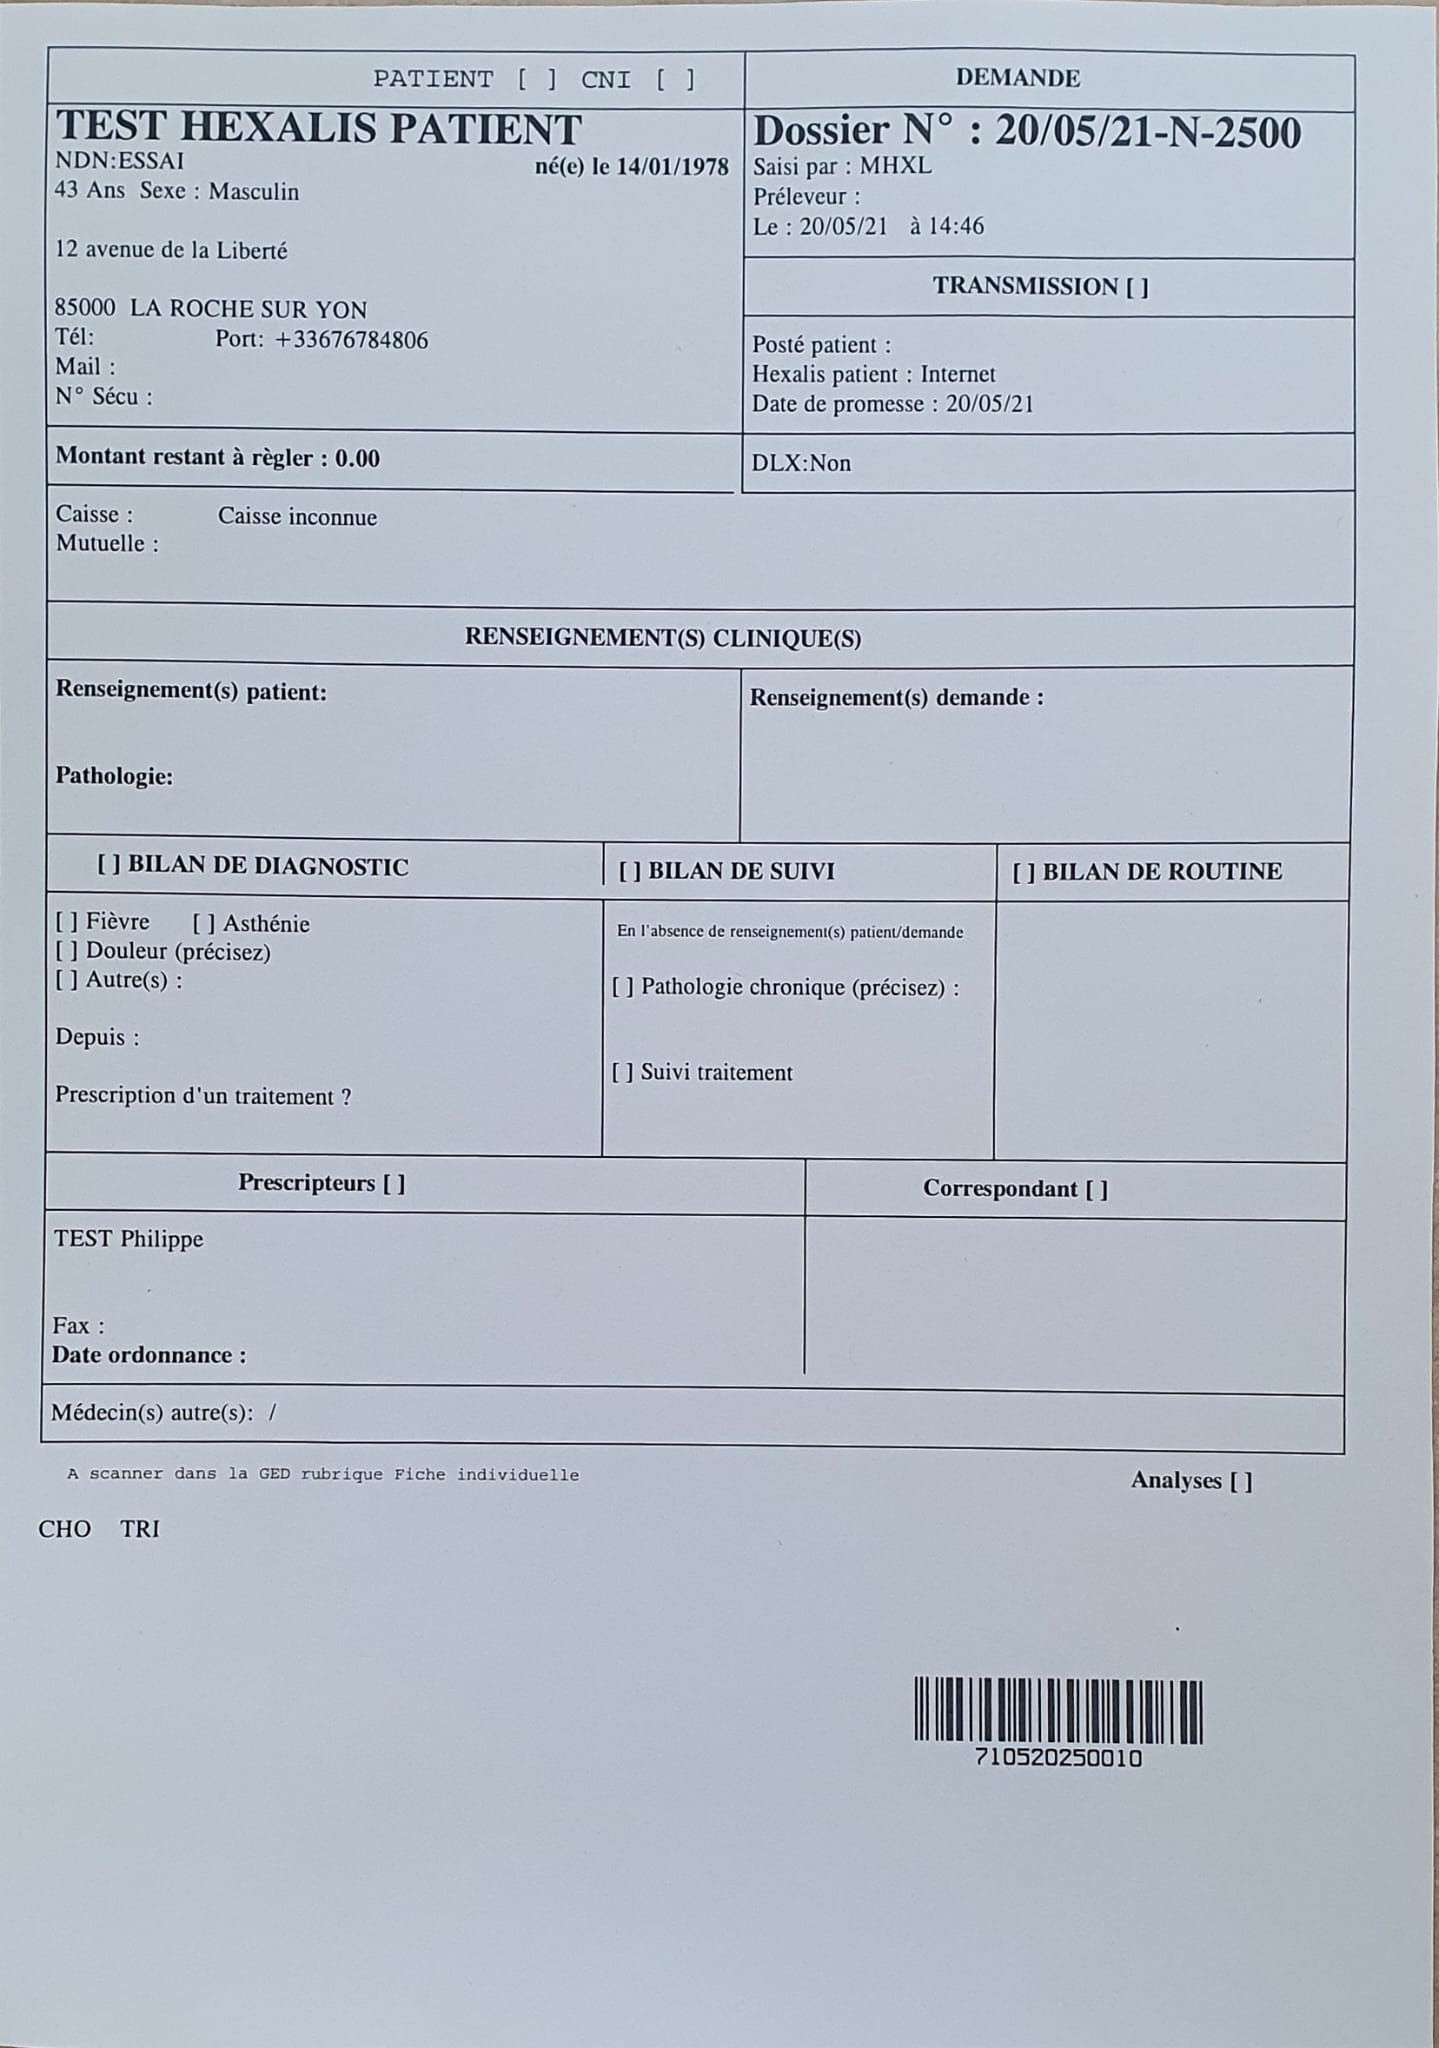 PATIENT [ ] CNI [ ]
TEST HEXALIS PATIENT
NDN:ESSAI né(e) le 14/01/1978
43 Ans Sexe : Masculin
12 avenue de la Liberté
85000 LA ROCHE SUR YON
Tél: Port: +33676784806
Mail :
N° Sécu :
DEMANDE
Dossier N° : 20/05/21-N-2500
Saisi par : MHXL
Préleveur :
Le : 20/05/21 à 14:46
TRANSMISSION [ ]
Posté patient :
Hexalis patient : Internet
Date de promesse : 20/05/21
Montant restant à règler : 0.00
DLX:Non
Caisse : Caisse inconnue
Mutuelle :
RENSEIGNEMENT(S) CLINIQUE(S)
Renseignement(s) patient:
Pathologie:
Renseignement(s) demande :
[ ] BILAN DE DIAGNOSTIC
[ ] Fièvre [ ] Asthénie
[ ] Douleur (précisez)
[ ] Autre(s) :
Depuis :
Prescription d'un traitement ?
[ ] BILAN DE SUIVI
En l'absence de renseignement(s) patient/demande
[ ] Pathologie chronique (précisez) :
[ ] Suivi traitement
[ ] BILAN DE ROUTINE
Prescripteurs [ ]
TEST Philippe
Fax :
Date ordonnance :
Correspondant [ ]
Médecin(s) autre(s): /
A scanner dans la GED rubrique Fiche individuelle
Analyses [ ]
CHO TRI
710520250010